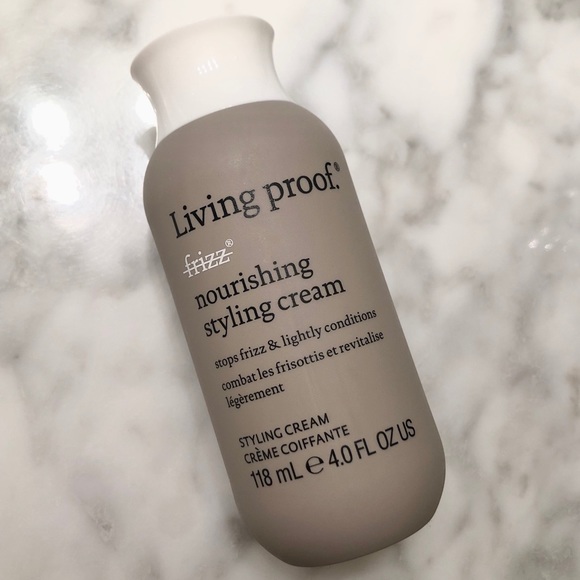 Living proof.®
frizz®
nourishing
styling cream
stops frizz & lightly conditions
combat les frisottis et revitalise
légèrement
STYLING CREAM
CRÈME COIFFANTE
118 mL ℮ 4.0 FL OZ US